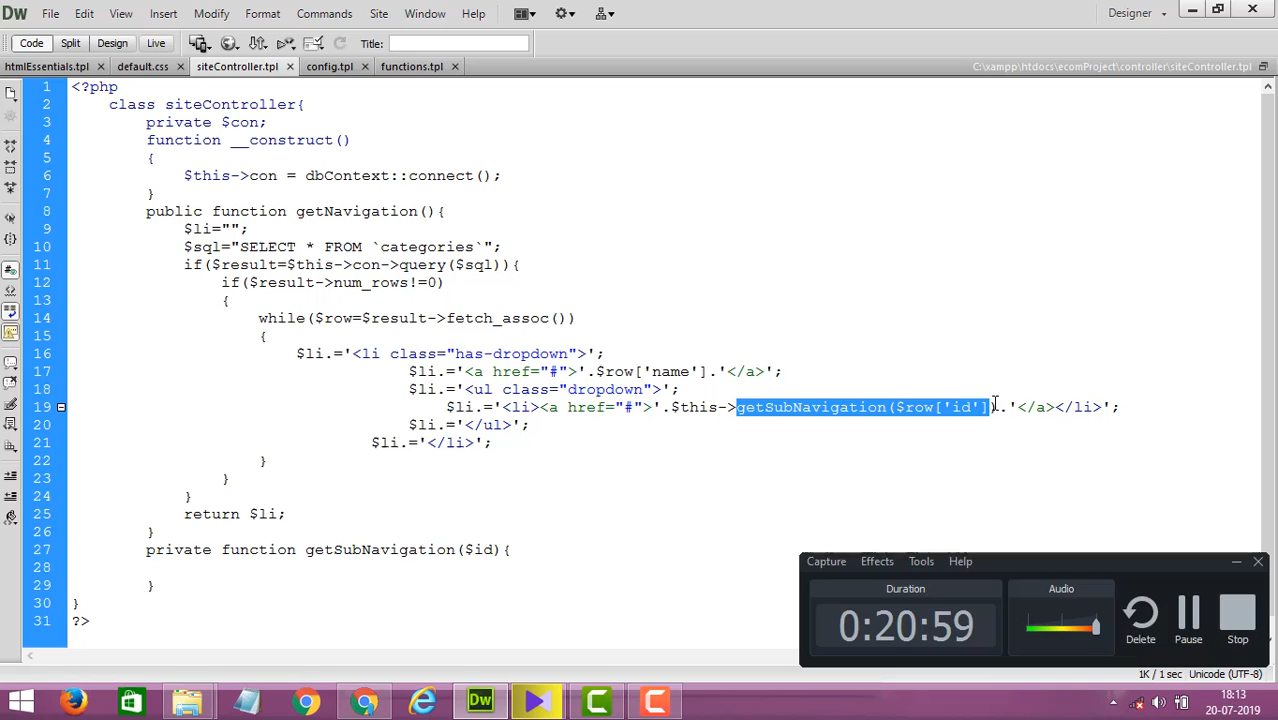 Dw File Edit View Insert Modify Format Commands Site Window Help Designer
Code Split Design Live Title:
htmlEssentials.tpl default.css siteController.tpl config.tpl functions.tpl C:\xampp\htdocs\ecomProject\controller\siteController.tpl
1 <?php
2 class siteController{
3 private $con;
4 function __construct()
5 {
6 $this->con = dbContext::connect();
7 }
8 public function getNavigation(){
9 $li="";
10 $sql="SELECT * FROM `categories`";
11 if($result=$this->con->query($sql)){
12 if($result->num_rows!=0)
13 {
14 while($row=$result->fetch_assoc())
15 {
16 $li.='<li class="has-dropdown">';
17 $li.='<a href="#">'.$row['name'].'</a>';
18 $li.='<ul class="dropdown">';
19 $li.='<li><a href="#">'.$this->getSubNavigation($row['id']).'</a></li>';
20 $li.='</ul>';
21 $li.='</li>';
22 }
23 }
24 }
25 return $li;
26 }
27 private function getSubNavigation($id){
28
29 }
30 }
31 ?>
Capture Effects Tools Help
Duration Audio
0:20:59
Delete Pause Stop
1K / 1 sec Unicode (UTF-8)
Dw
18:13
20-07-2019